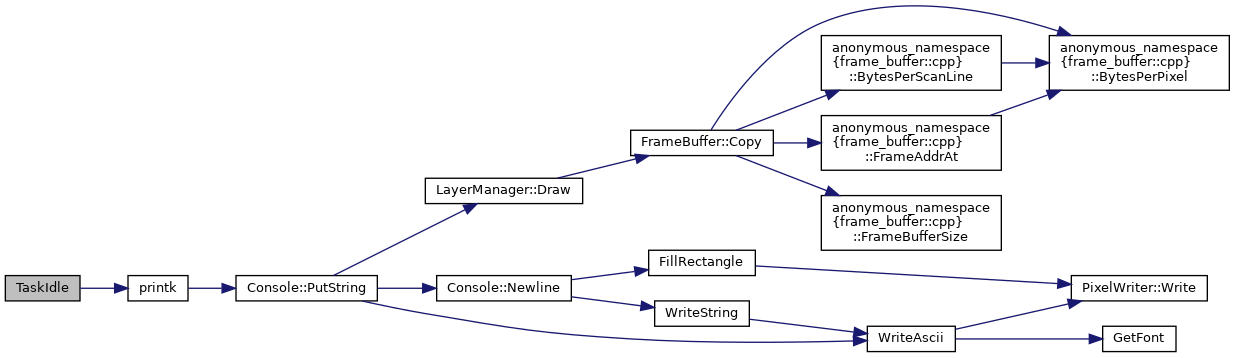 anonymous_namespace
{frame_buffer::cpp}
::BytesPerScanLine
anonymous_namespace
{frame_buffer::cpp}
::BytesPerPixel
FrameBuffer::Copy
anonymous_namespace
{frame_buffer::cpp}
::FrameAddrAt
LayerManager::Draw
anonymous_namespace
{frame_buffer::cpp}
::FrameBufferSize
TaskIdle
printk
Console::PutString
Console::Newline
FillRectangle
PixelWriter::Write
WriteString
WriteAscii
GetFont